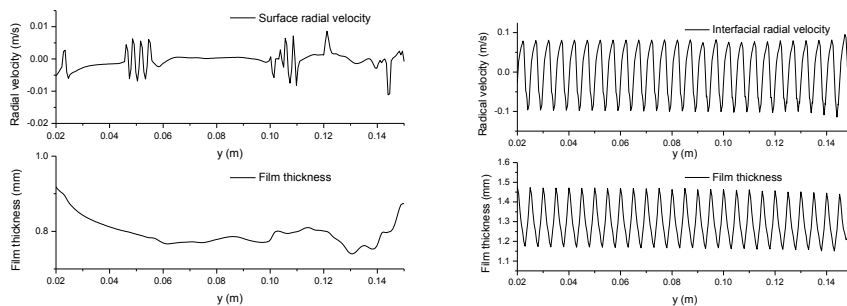 Surface radial velocity
0.01
0.00
-0.01
-0.02
Radial velocity (m/s)
0.02 0.04 0.06 0.08 0.10 0.12 0.14
y (m)
Film thickness
1.0
0.8
Film thickness (mm)
0.02 0.04 0.06 0.08 0.10 0.12 0.14
y (m)
Interfacial radial velocity
0.1
0.0
-0.1
Radical velocity (m/s)
0.02 0.04 0.06 0.08 0.10 0.12 0.14
y (m)
Film thickness
1.6
1.5
1.4
1.3
1.2
1.1
Film thickness (mm)
0.02 0.04 0.06 0.08 0.10 0.12 0.14
y (m)